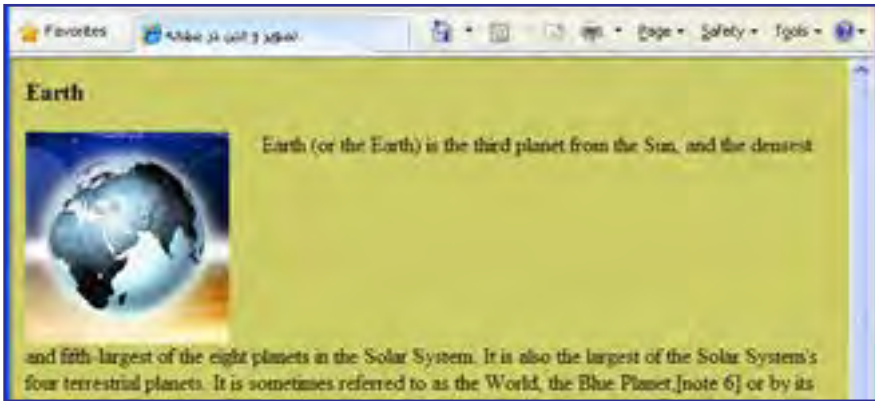 Favorites تصویر و متن در صفحه Page Safety Tools
Earth
Earth (or the Earth) is the third planet from the Sun, and the densest
and fifth-largest of the eight planets in the Solar System. It is also the largest of the Solar System's
four terrestrial planets. It is sometimes referred to as the World, the Blue Planet,[note 6] or by its